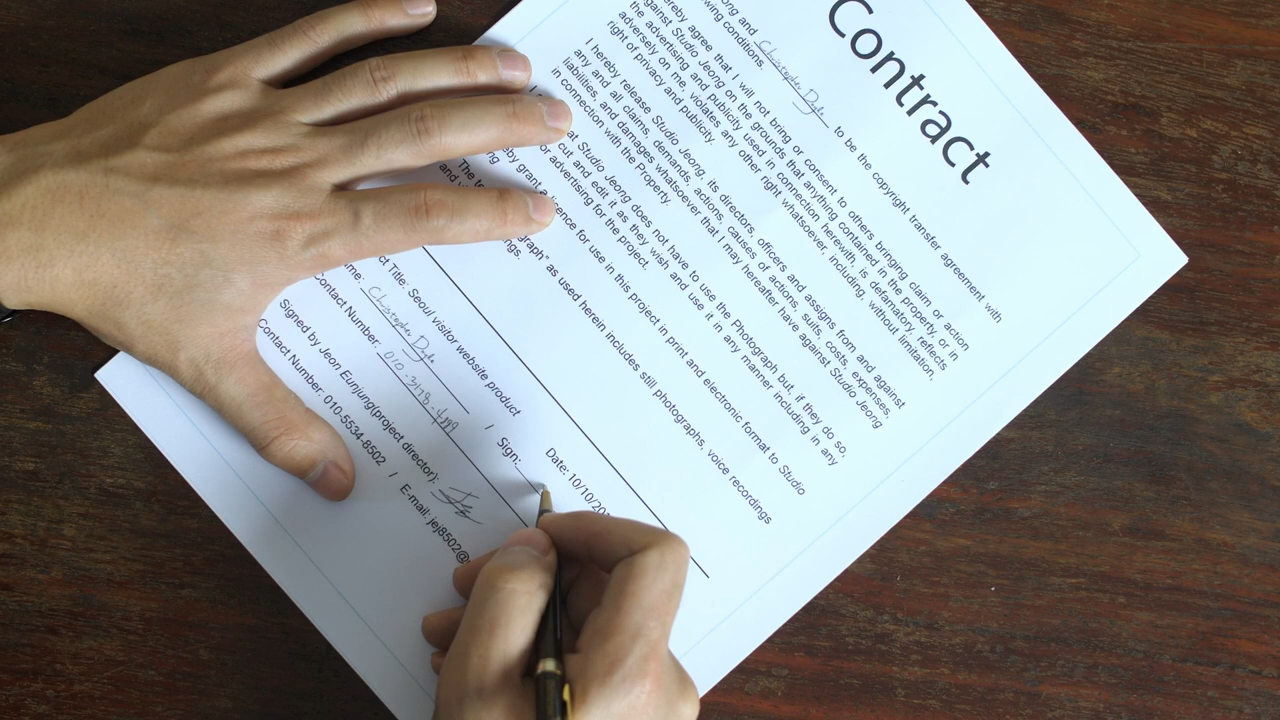 Contract
ong and Christophe Dyle to be the copyright transfer agreement with
wing conditions.
ereby agree that I will not bring or consent to others bringing claim or action
against Studio Jeong on the grounds that anything contained in the property, or in
the advertising and publicity used in connection herewith is defamatory, reflects
adversely on me, violates any other right whatsoever, including, without limitation,
right of privacy and publicity.
I hereby release Studio Jeong, its directors, officers and assigns from and against
any and all claims, demands, actions, causes of actions, suits, costs, expenses,
liabilities, and damages whatsoever that I may hereafter have against Studio Jeong
in connection with the Property.
at Studio Jeong does not have to use the Photograph but, if they do so,
cut and edit it as they wish and use it in any manner, including in any
or advertising for the project.
eby grant a licence for use in this project in print and electronic format to Studio
The
graph" as used herein includes still photographs, voice recordings
and
ngs.
Date: 10/10/20
ct Title: Seoul visitor website product
me: Christophe Dyle / Sign:
Contact Number: 010-3178-4199
Signed by Jeon Eunjung(project director):
Contact Number: 010-5534-8502 / E-mail: jej8502@